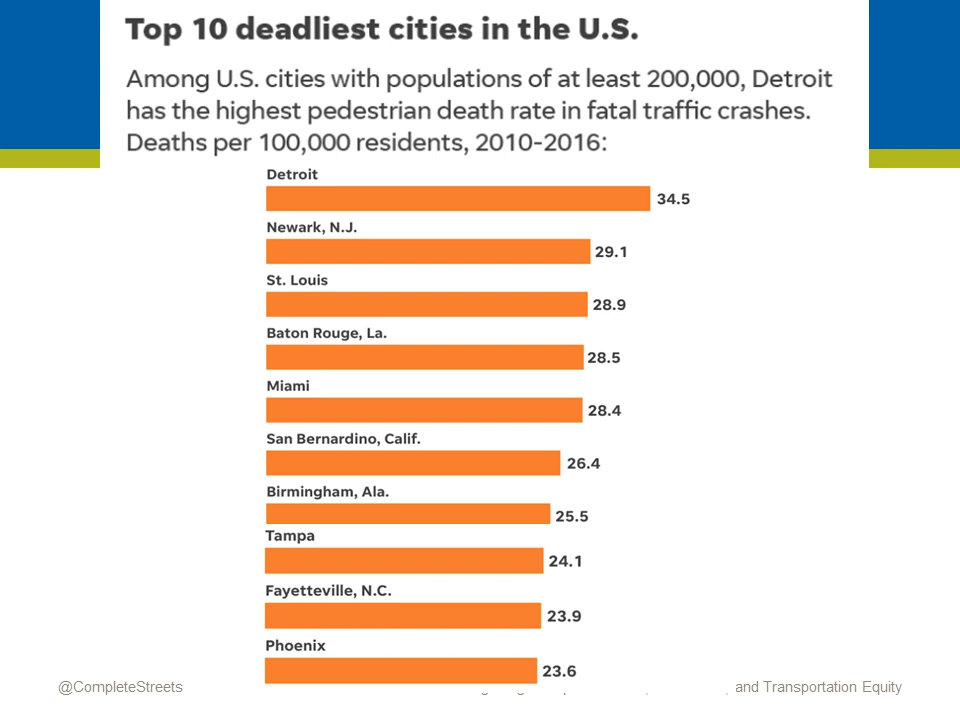 Top 10 deadliest cities in the U.S.
Among U.S. cities with populations of at least 200,000, Detroit
has the highest pedestrian death rate in fatal traffic crashes.
Deaths per 100,000 residents, 2010-2016:
Detroit
34.5
Newark, N.J.
29.1
St. Louis
28.9
Baton Rouge, La.
28.5
Miami
28.4
San Bernardino, Calif.
26.4
Birmingham, Ala.
25.5
Tampa
24.1
Fayetteville, N.C.
23.9
Phoenix
23.6
@CompleteStreets
and Transportation Equity